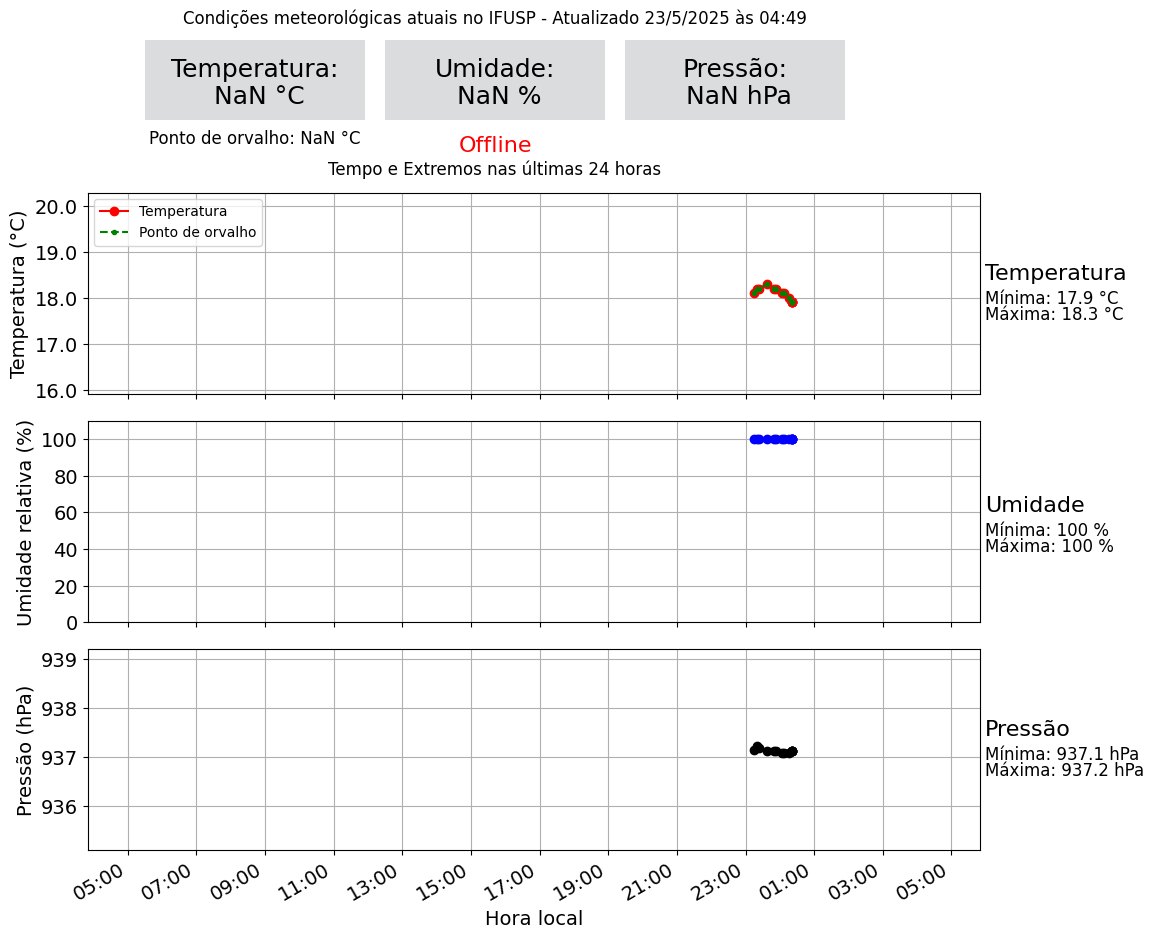 Condições meteorológicas atuais no IFUSP - Atualizado 23/5/2025 às 04:49
Temperatura:
NaN °C
Umidade:
NaN %
Pressão:
NaN hPa
Ponto de orvalho: NaN °C
Offline
Tempo e Extremos nas últimas 24 horas
Temperatura (°C)
20.0
19.0
18.0
17.0
16.0
Temperatura
Ponto de orvalho
Temperatura
Mínima: 17.9 °C
Máxima: 18.3 °C
Umidade relativa (%)
100
80
60
40
20
0
Umidade
Mínima: 100 %
Máxima: 100 %
Pressão (hPa)
939
938
937
936
Pressão
Mínima: 937.1 hPa
Máxima: 937.2 hPa
05:00
07:00
09:00
11:00
13:00
15:00
17:00
19:00
21:00
23:00
01:00
03:00
05:00
Hora local